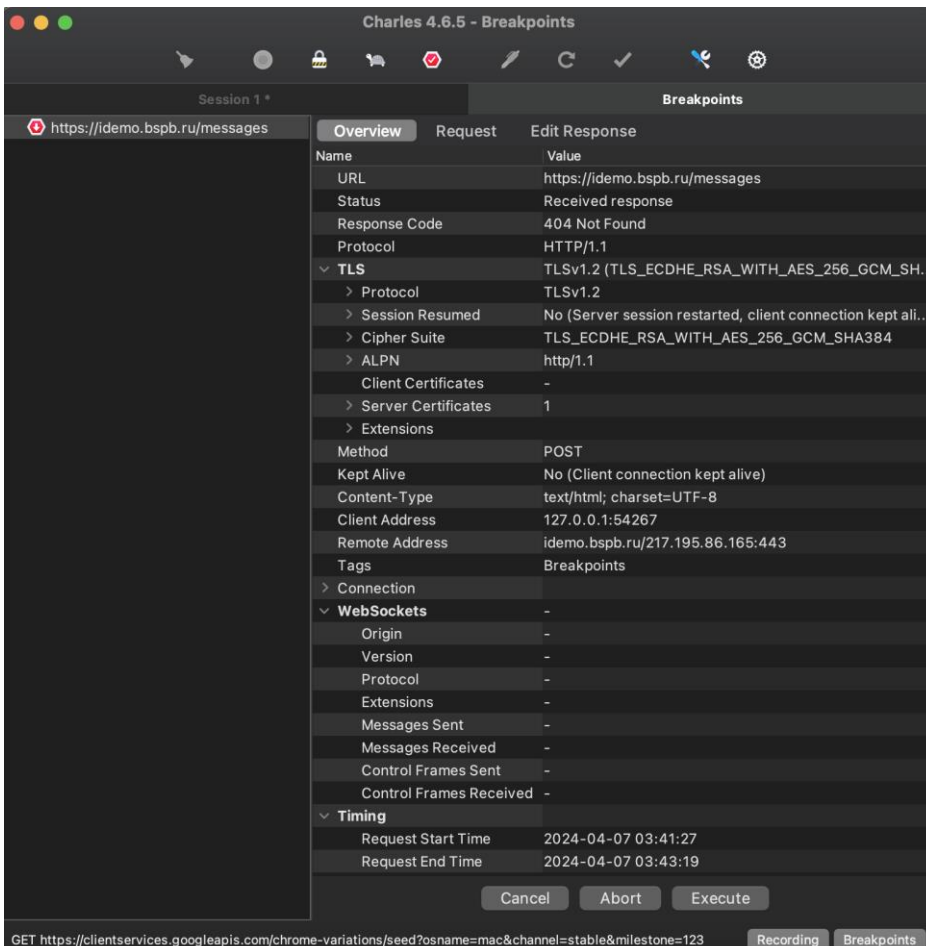 Charles 4.6.5 - Breakpoints
Session 1 *
Breakpoints
https://idemo.bspb.ru/messages
Overview Request Edit Response
Name Value
URL https://idemo.bspb.ru/messages
Status Received response
Response Code 404 Not Found
Protocol HTTP/1.1
TLS TLSv1.2 (TLS_ECDHE_RSA_WITH_AES_256_GCM_SH.
Protocol TLSv1.2
Session Resumed No (Server session restarted, client connection kept ali..
Cipher Suite TLS_ECDHE_RSA_WITH_AES_256_GCM_SHA384
ALPN http/1.1
Client Certificates -
Server Certificates 1
Extensions
Method POST
Kept Alive No (Client connection kept alive)
Content-Type text/html; charset=UTF-8
Client Address 127.0.0.1:54267
Remote Address idemo.bspb.ru/217.195.86.165:443
Tags Breakpoints
Connection
WebSockets -
Origin -
Version -
Protocol -
Extensions -
Messages Sent -
Messages Received -
Control Frames Sent -
Control Frames Received -
Timing
Request Start Time 2024-04-07 03:41:27
Request End Time 2024-04-07 03:43:19
Cancel Abort Execute
GET https://clientservices.googleapis.com/chrome-variations/seed?osname=mac&channel=stable&milestone=123 Recording Breakpoints